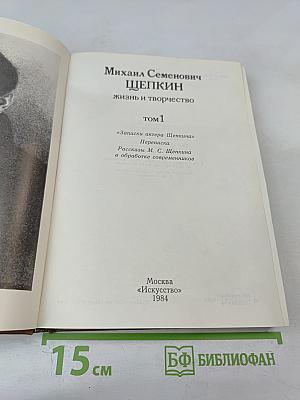 Михаил Семенович
ЩЕПКИН
жизнь и творчество
том 1
«Записки актера Щепкина»
Переписка
Рассказы М. С. Щепкина
в обработке современников
Москва
«Искусство»
1984
15 см
БФ БИБЛИОФАН